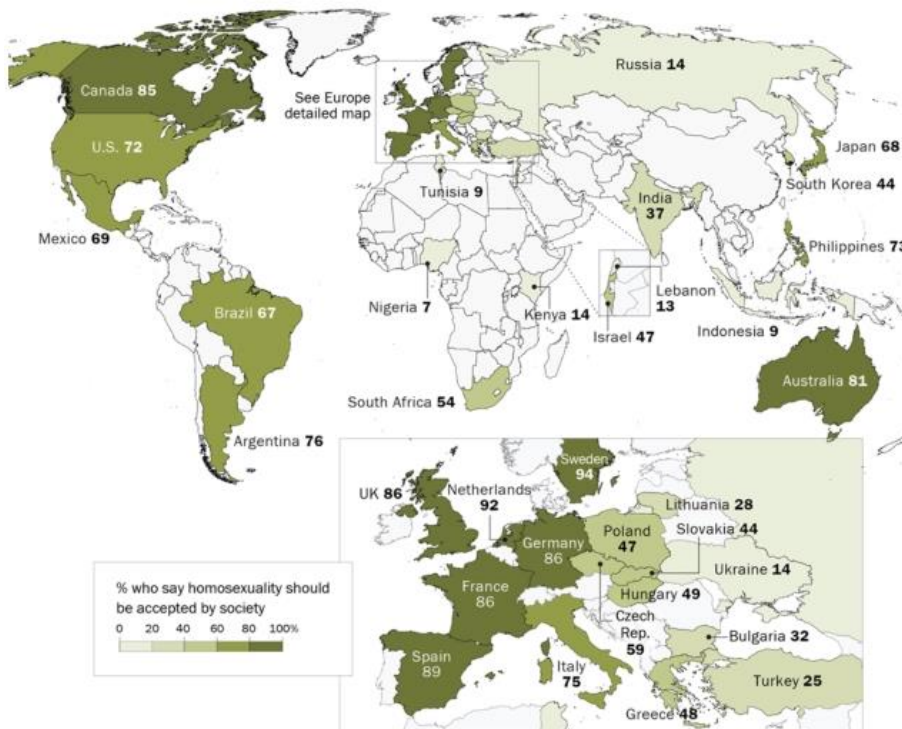 Canada 85
U.S. 72
Mexico 69
Brazil 67
Argentina 76
See Europe
detailed map
Russia 14
Tunisia 9
Nigeria 7
Kenya 14
South Africa 54
India
37
Lebanon
13
Israel 47
Japan 68
South Korea 44
Philippines 73
Indonesia 9
Australia 81
UK 86
Netherlands
92
Sweden
94
Germany
86
France
86
Spain
89
Italy
75
Poland
47
Lithuania 28
Slovakia 44
Ukraine 14
Hungary 49
Czech
Rep.
59
Bulgaria 32
Turkey 25
Greece 48
% who say homosexuality should
be accepted by society
0 20 40 60 80 100%